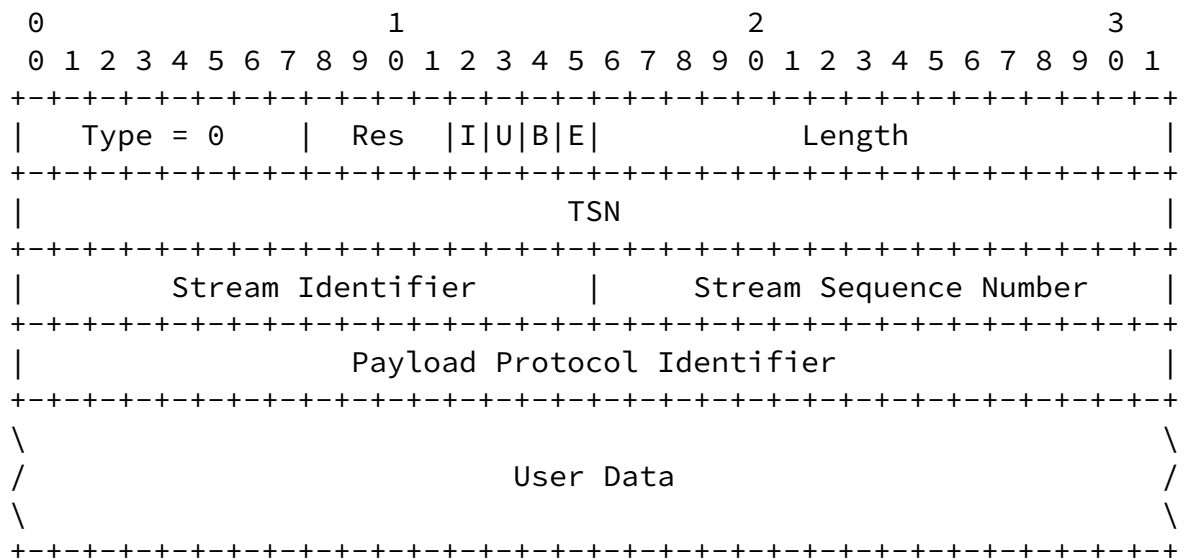 0                   1                   2                   3
 0 1 2 3 4 5 6 7 8 9 0 1 2 3 4 5 6 7 8 9 0 1 2 3 4 5 6 7 8 9 0 1
+-+-+-+-+-+-+-+-+-+-+-+-+-+-+-+-+-+-+-+-+-+-+-+-+-+-+-+-+-+-+-+-+
|   Type = 0    |  Res  |I|U|B|E|           Length              |
+-+-+-+-+-+-+-+-+-+-+-+-+-+-+-+-+-+-+-+-+-+-+-+-+-+-+-+-+-+-+-+-+
|                              TSN                              |
+-+-+-+-+-+-+-+-+-+-+-+-+-+-+-+-+-+-+-+-+-+-+-+-+-+-+-+-+-+-+-+-+
|        Stream Identifier      |     Stream Sequence Number    |
+-+-+-+-+-+-+-+-+-+-+-+-+-+-+-+-+-+-+-+-+-+-+-+-+-+-+-+-+-+-+-+-+
|                  Payload Protocol Identifier                  |
+-+-+-+-+-+-+-+-+-+-+-+-+-+-+-+-+-+-+-+-+-+-+-+-+-+-+-+-+-+-+-+-+
\                                                               \
/                           User Data                           /
\                                                               \
+-+-+-+-+-+-+-+-+-+-+-+-+-+-+-+-+-+-+-+-+-+-+-+-+-+-+-+-+-+-+-+-+